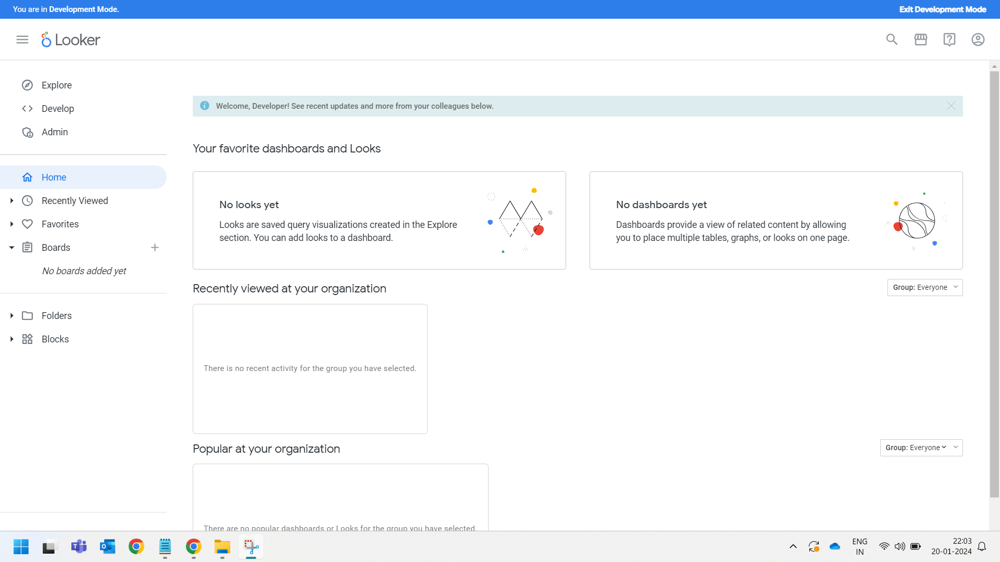 You are in Development Mode.
Exit Development Mode
Looker
Explore
Develop
Admin
Home
Recently Viewed
Favorites
Boards
No boards added yet
Folders
Blocks
Welcome, Developer! See recent updates and more from your colleagues below.
Your favorite dashboards and Looks
No looks yet
Looks are saved query visualizations created in the Explore
section. You can add looks to a dashboard.
No dashboards yet
Dashboards provide a view of related content by allowing
you to place multiple tables, graphs, or looks on one page.
Recently viewed at your organization
Group: Everyone
There is no recent activity for the group you have selected.
Popular at your organization
Group: Everyone
There are no popular dashboards or Looks for the group you have selected.
ENG
IN
22:03
20-01-2024